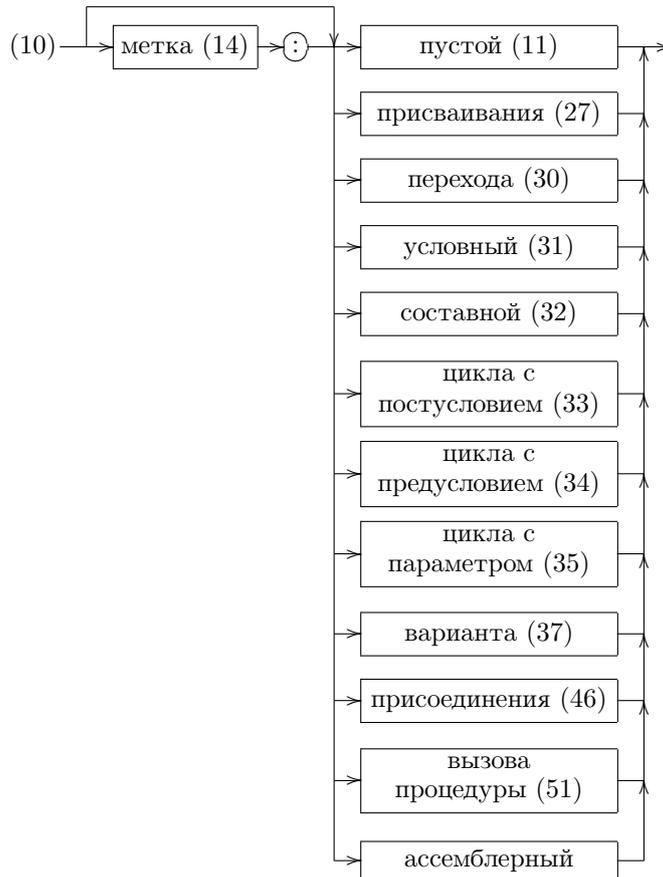 (10) метка (14) : пустой (11)
присваивания (27)
перехода (30)
условный (31)
составной (32)
цикла с
постусловием (33)
цикла с
предусловием (34)
цикла с
параметром (35)
варианта (37)
присоединения (46)
вызова
процедуры (51)
ассемблерный